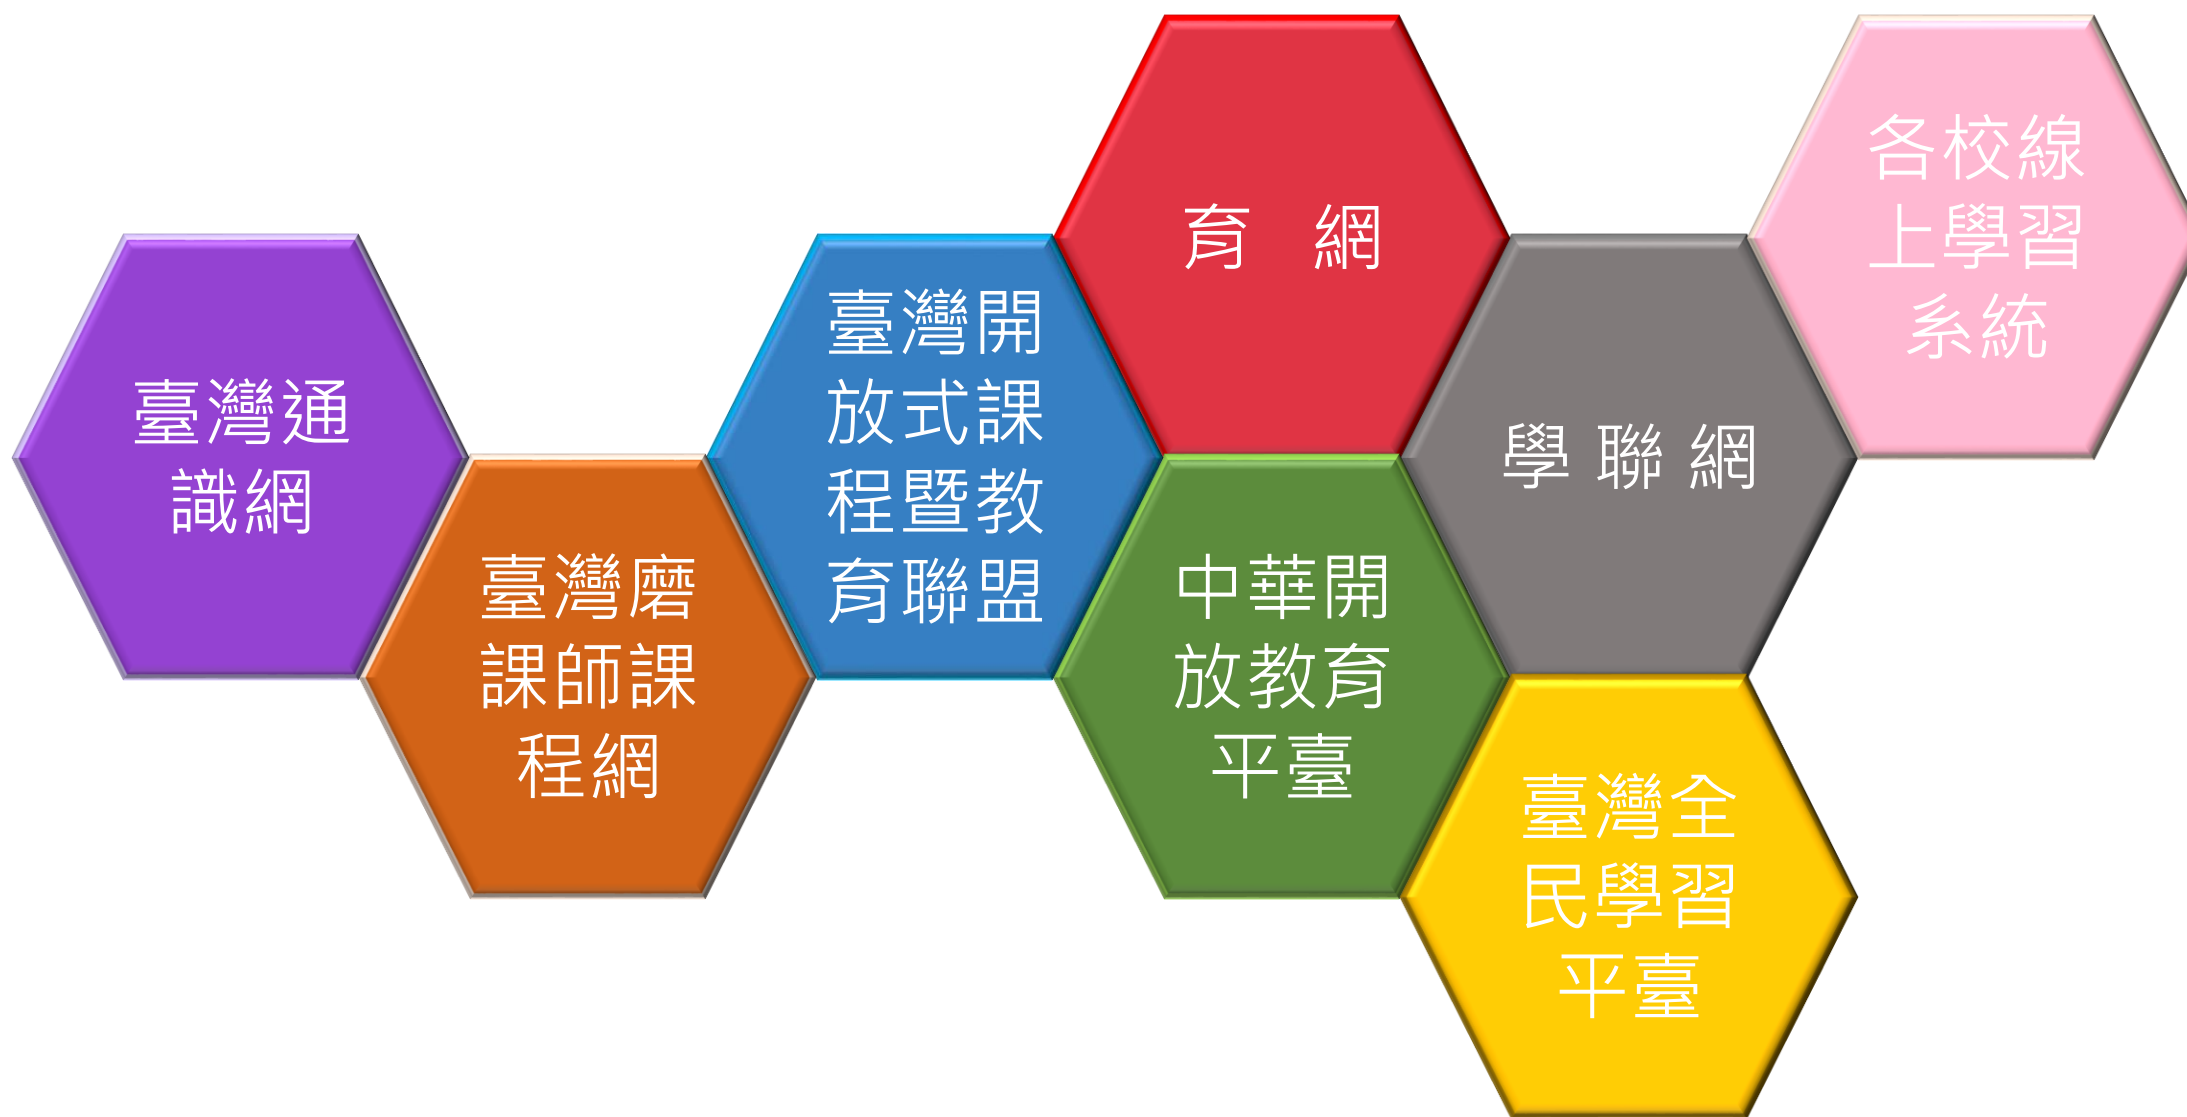 臺灣通
識網
臺灣磨
課師課
程網
臺灣開
放式課
程暨教
育聯盟
育 網
中華開
放教育
平臺
學 聯 網
臺灣全
民學習
平臺
各校線
上學習
系統